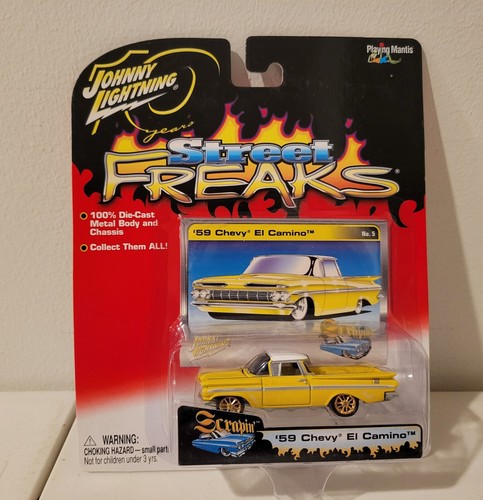 JOHNNY
LIGHTNING®
years
Playing Mantis®
Street
FREAKS®
100% Die-Cast
Metal Body and
Chassis
Collect Them ALL!
'59 Chevy® El Camino™
No. 5
JOHNNY
LIGHTNING
Scrapin'
Scrapin'
'59 Chevy® El Camino™
WARNING:
CHOKING HAZARD — small parts
Not for children under 3 yrs.